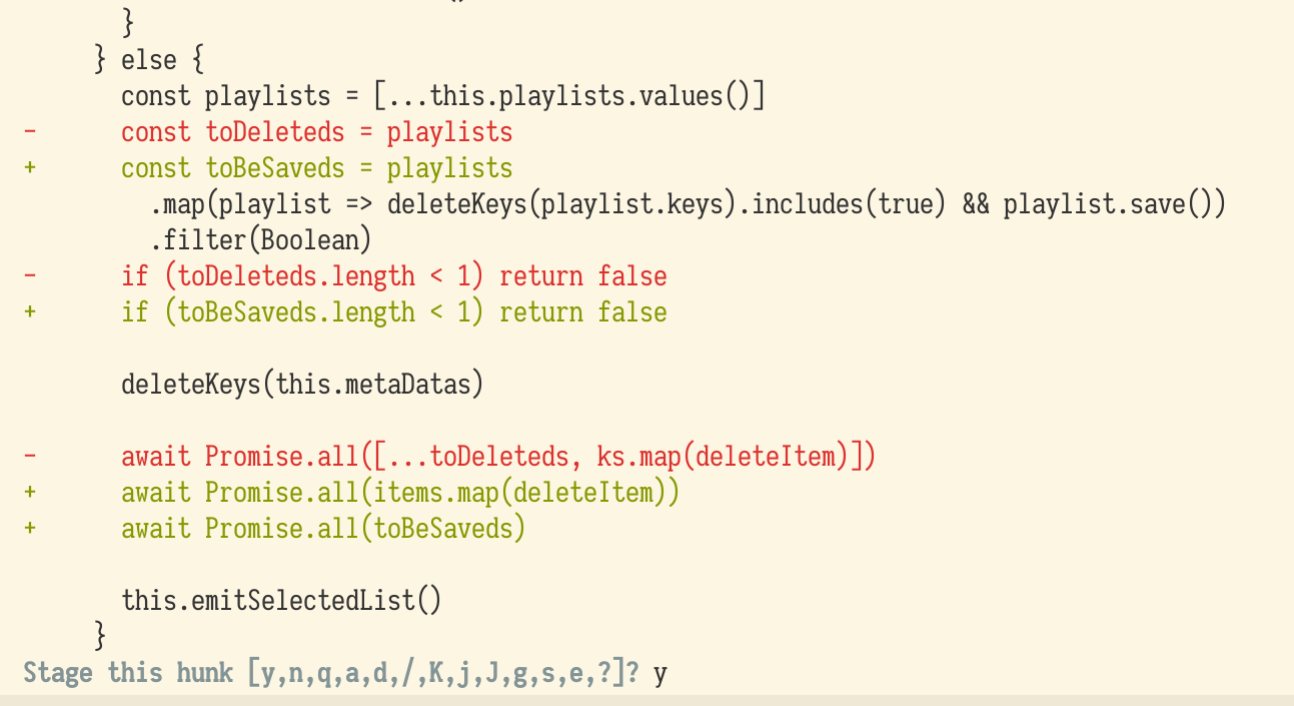 }
} else {
const playlists = [...this.playlists.values()]
- const toDeleteds = playlists
+ const toBeSaveds = playlists
.map(playlist => deleteKeys(playlist.keys).includes(true) && playlist.save())
.filter(Boolean)
- if (toDeleteds.length < 1) return false
+ if (toBeSaveds.length < 1) return false
deleteKeys(this.metaDatas)
- await Promise.all([...toDeleteds, ks.map(deleteItem)])
+ await Promise.all(items.map(deleteItem))
+ await Promise.all(toBeSaveds)
this.emitSelectedList()
}
Stage this hunk [y,n,q,a,d,/,K,j,J,g,s,e,?]? y